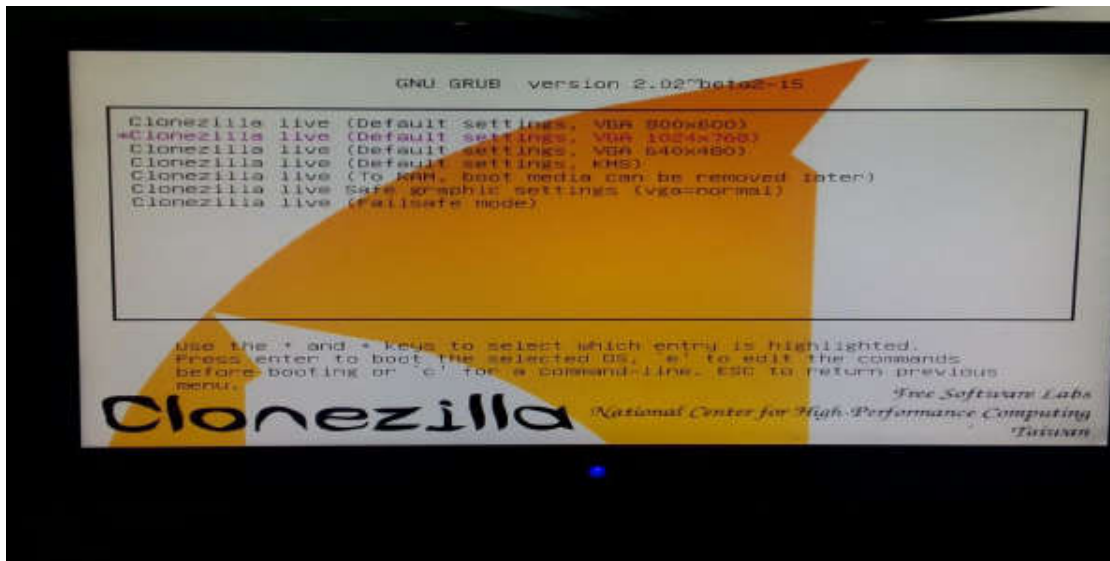 GNU GRUB version 2.02~beta2-15
Clonezilla live (Default settings, VGA 800x600)
*Clonezilla live (Default settings, VGA 1024x768)
Clonezilla live (Default settings, VGA 640x480)
Clonezilla live (Default settings, KMS)
Clonezilla live (To RAM, boot media can be removed later)
Clonezilla live Safe graphic settings (vga=normal)
Clonezilla live (Failsafe mode)
Use the and keys to select which entry is highlighted.
Press enter to boot the selected OS, `e' to edit the commands
before booting or `c' for a command-line. ESC to return previous
menu.
Free Software Labs
Clonezilla National Center for High-Performance Computing
Taiwan